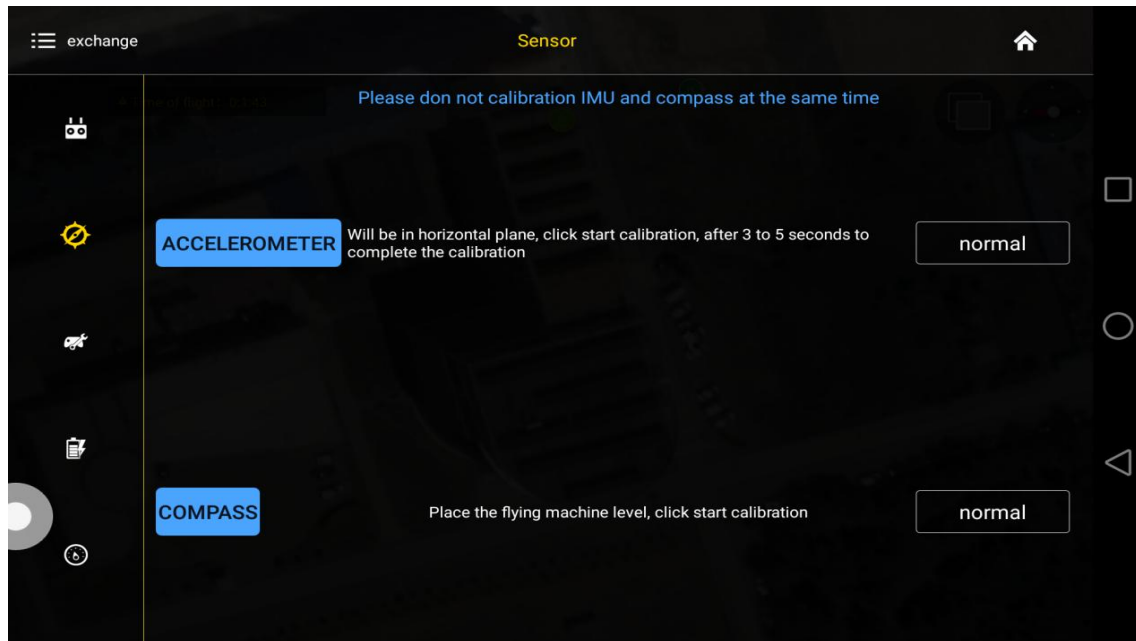 exchange
Sensor
Please don not calibration IMU and compass at the same time
ACCELEROMETER
Will be in horizontal plane, click start calibration, after 3 to 5 seconds to
complete the calibration
normal
COMPASS
Place the flying machine level, click start calibration
normal